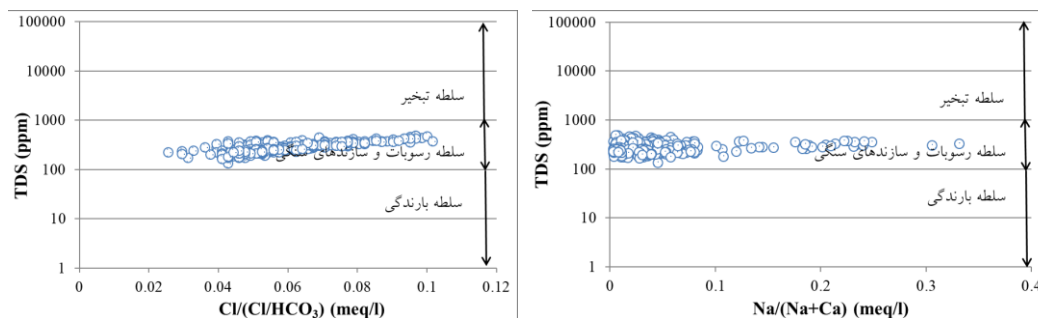 100000
10000
1000
100
10
1
TDS (ppm)
سلطه تبخیر
سلطه رسوبات و سازندهای سنگی
سلطه بارندگی
0
0.02
0.04
0.06
0.08
0.1
0.12
Cl/(Cl/HCO₃) (meq/l)
100000
10000
1000
100
10
1
TDS (ppm)
سلطه تبخیر
سلطه رسوبات و سازندهای سنگی
سلطه بارندگی
0
0.1
0.2
0.3
0.4
Na/(Na+Ca) (meq/l)